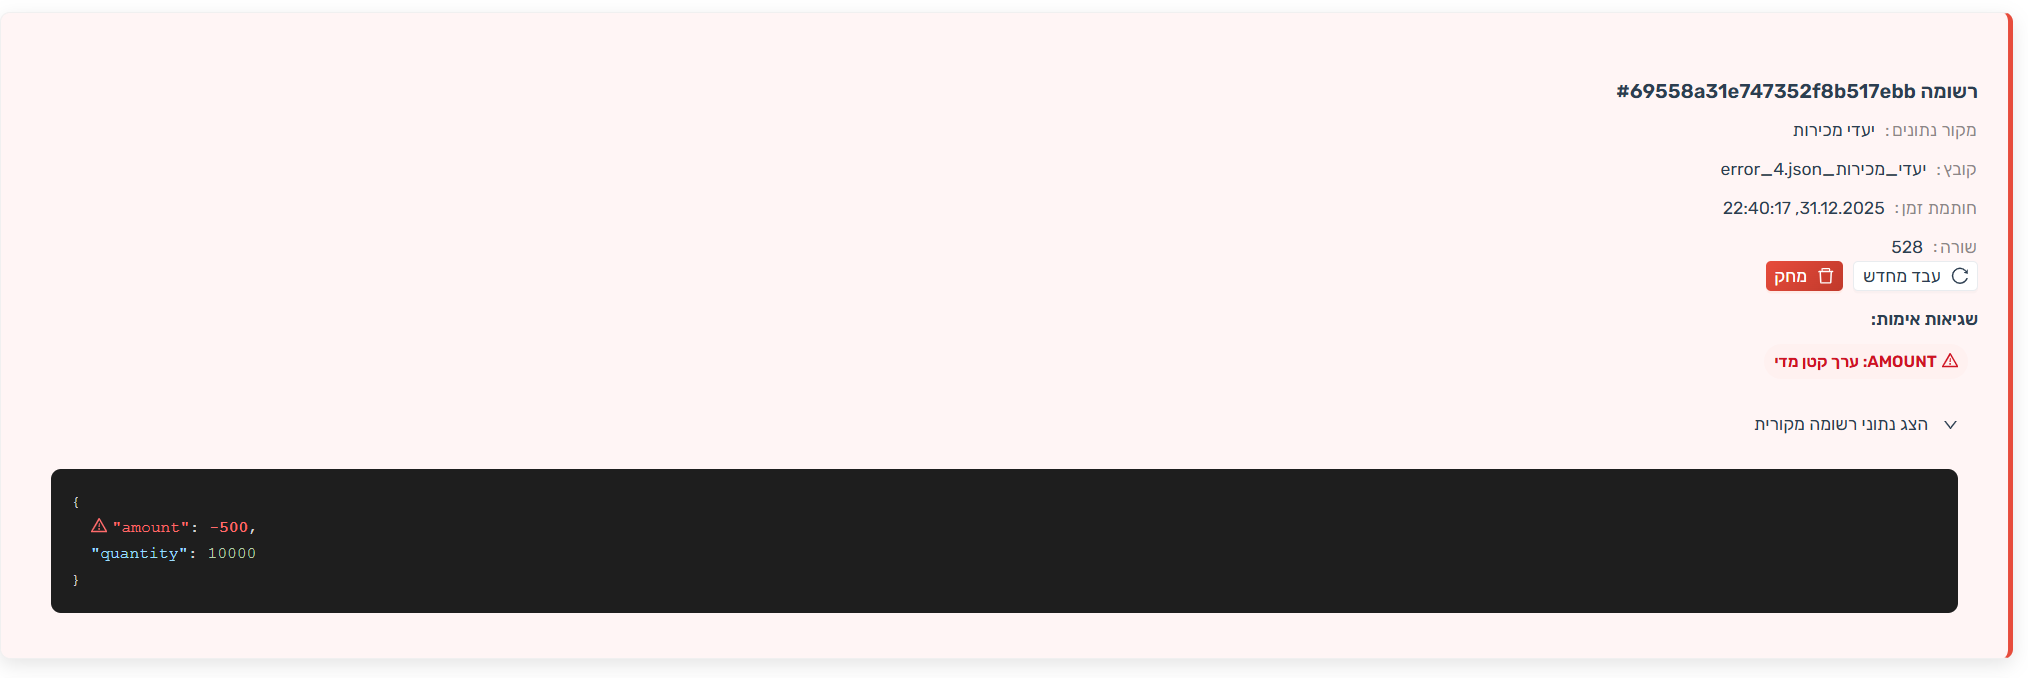 רשומה 69558a31e747352f8b517ebb#
מקור נתונים: יעדי מכירות
קובץ: יעדי_מכירות_error_4.json
חותמת זמן: 31.12.2025, 22:40:17
שורה: 528
עבד מחדש מחק
שגיאות אימות:
AMOUNT: ערך קטן מדי
הצג נתוני רשומה מקורית
{
"amount": -500,
"quantity": 10000
}